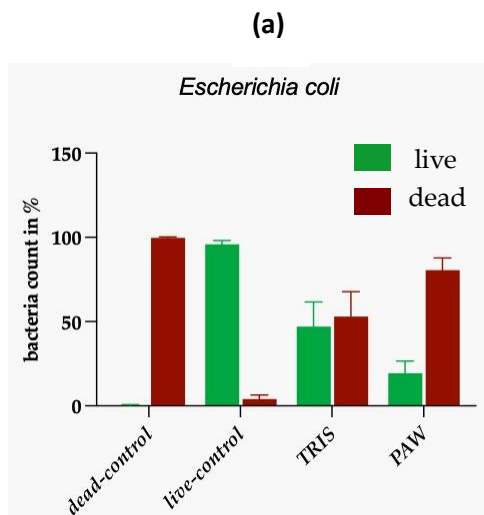 (a)
Escherichia coli
live
dead
bacteria count in %
150
100
50
0
dead-control
live-control
TRIS
PAW